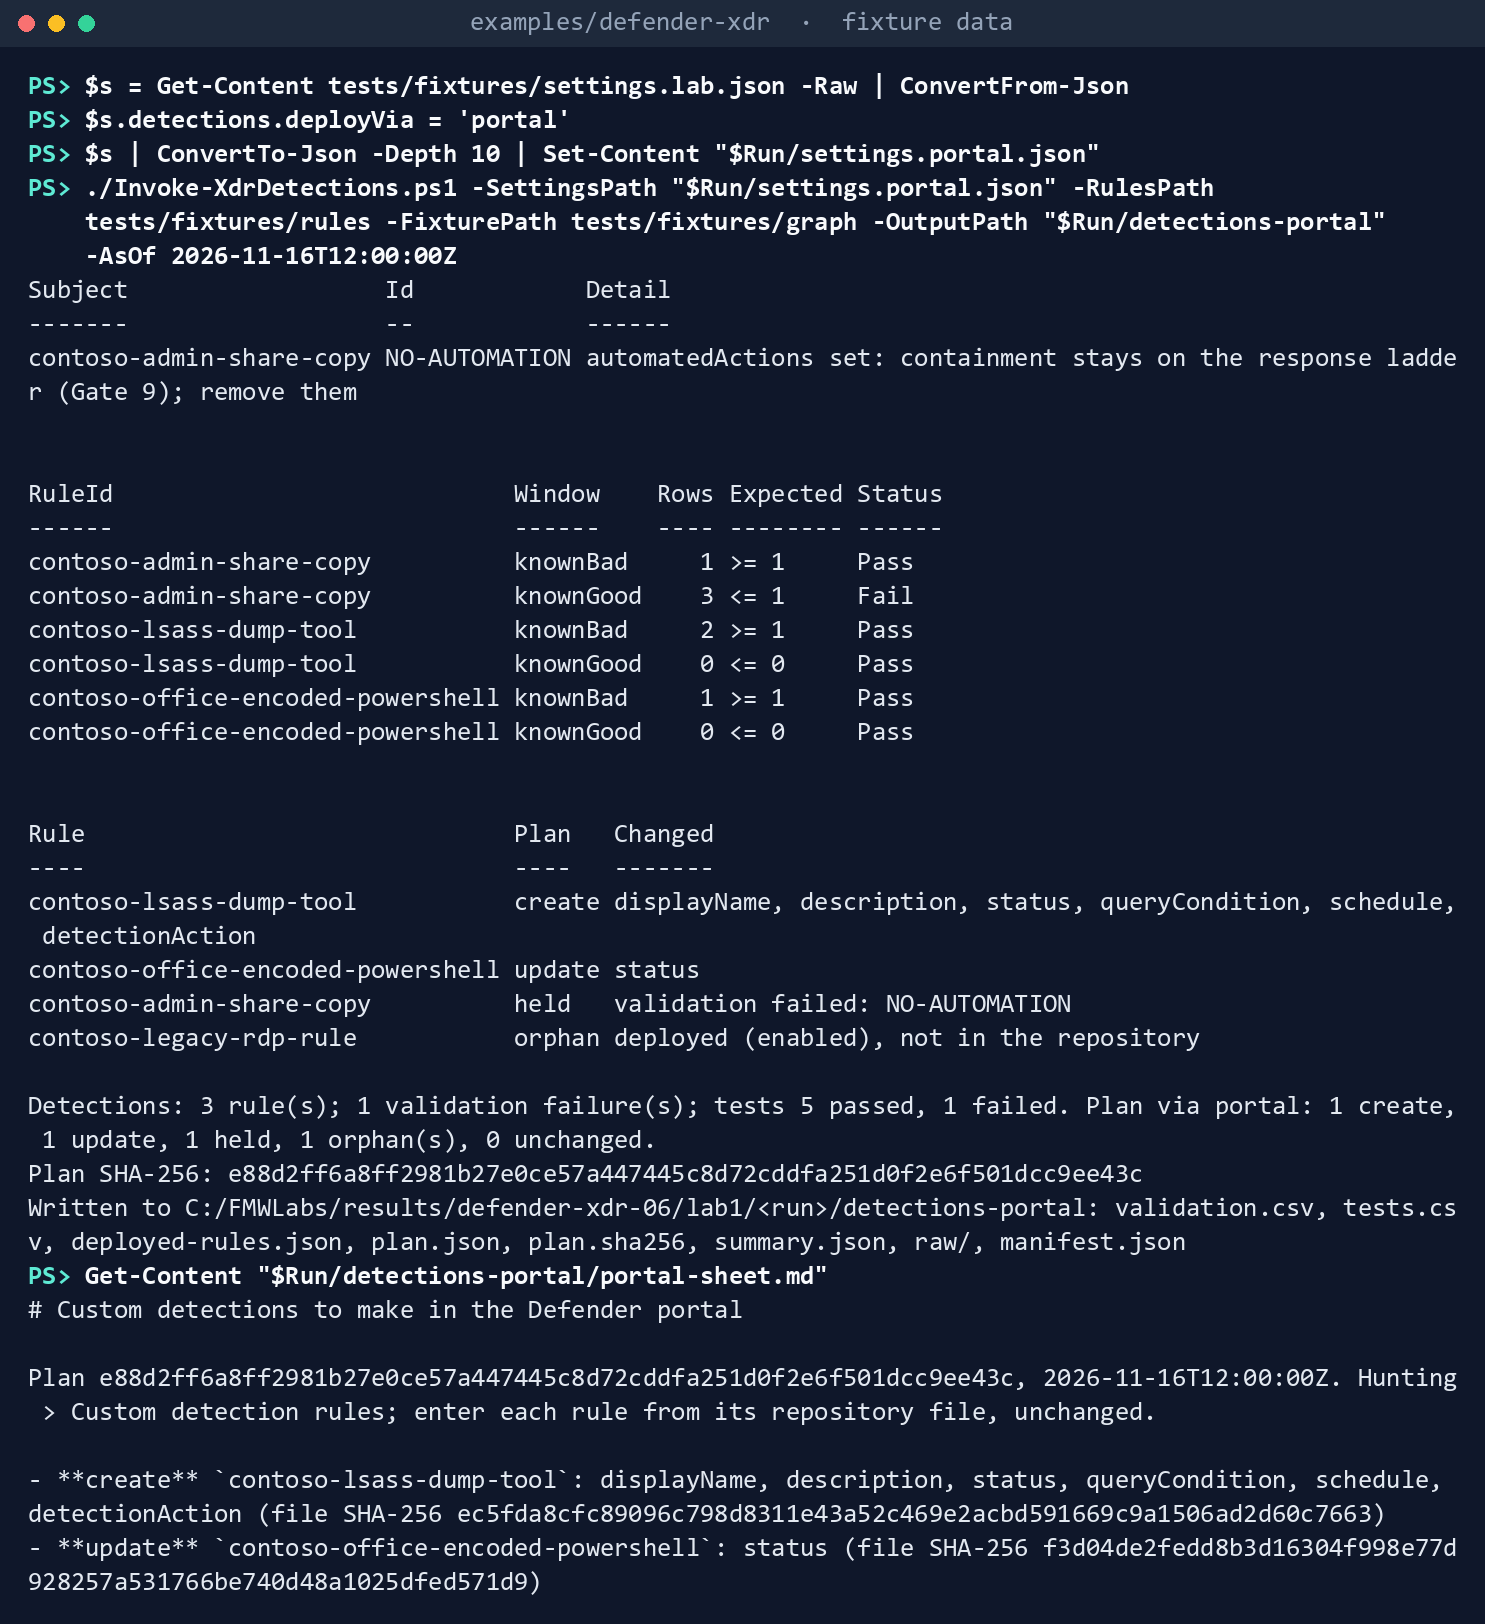 examples/defender-xdr  ·  fixture data
PS> $s = Get-Content tests/fixtures/settings.lab.json -Raw | ConvertFrom-Json
PS> $s.detections.deployVia = 'portal'
PS> $s | ConvertTo-Json -Depth 10 | Set-Content "$Run/settings.portal.json"
PS> ./Invoke-XdrDetections.ps1 -SettingsPath "$Run/settings.portal.json" -RulesPath
    tests/fixtures/rules -FixturePath tests/fixtures/graph -OutputPath "$Run/detections-portal"
    -AsOf 2026-11-16T12:00:00Z
Subject                  Id            Detail
-------                  --            ------
contoso-admin-share-copy NO-AUTOMATION automatedActions set: containment stays on the response ladde
r (Gate 9); remove them
RuleId                            Window    Rows Expected Status
------                            ------    ---- -------- ------
contoso-admin-share-copy          knownBad     1 >= 1     Pass
contoso-admin-share-copy          knownGood    3 <= 1     Fail
contoso-lsass-dump-tool           knownBad     2 >= 1     Pass
contoso-lsass-dump-tool           knownGood    0 <= 0     Pass
contoso-office-encoded-powershell knownBad     1 >= 1     Pass
contoso-office-encoded-powershell knownGood    0 <= 0     Pass
Rule                              Plan   Changed
----                              ----   -------
contoso-lsass-dump-tool           create displayName, description, status, queryCondition, schedule,
 detectionAction
contoso-office-encoded-powershell update status
contoso-admin-share-copy          held   validation failed: NO-AUTOMATION
contoso-legacy-rdp-rule           orphan deployed (enabled), not in the repository
Detections: 3 rule(s); 1 validation failure(s); tests 5 passed, 1 failed. Plan via portal: 1 create,
 1 update, 1 held, 1 orphan(s), 0 unchanged.
Plan SHA-256: e88d2ff6a8ff2981b27e0ce57a447445c8d72cddfa251d0f2e6f501dcc9ee43c
Written to C:/FMWLabs/results/defender-xdr-06/lab1/<run>/detections-portal: validation.csv, tests.cs
v, deployed-rules.json, plan.json, plan.sha256, summary.json, raw/, manifest.json
PS> Get-Content "$Run/detections-portal/portal-sheet.md"
# Custom detections to make in the Defender portal
Plan e88d2ff6a8ff2981b27e0ce57a447445c8d72cddfa251d0f2e6f501dcc9ee43c, 2026-11-16T12:00:00Z. Hunting
 > Custom detection rules; enter each rule from its repository file, unchanged.
- **create** `contoso-lsass-dump-tool`: displayName, description, status, queryCondition, schedule,
detectionAction (file SHA-256 ec5fda8cfc89096c798d8311e43a52c469e2acbd591669c9a1506ad2d60c7663)
- **update** `contoso-office-encoded-powershell`: status (file SHA-256 f3d04de2fedd8b3d16304f998e77d
928257a531766be740d48a1025dfed571d9)